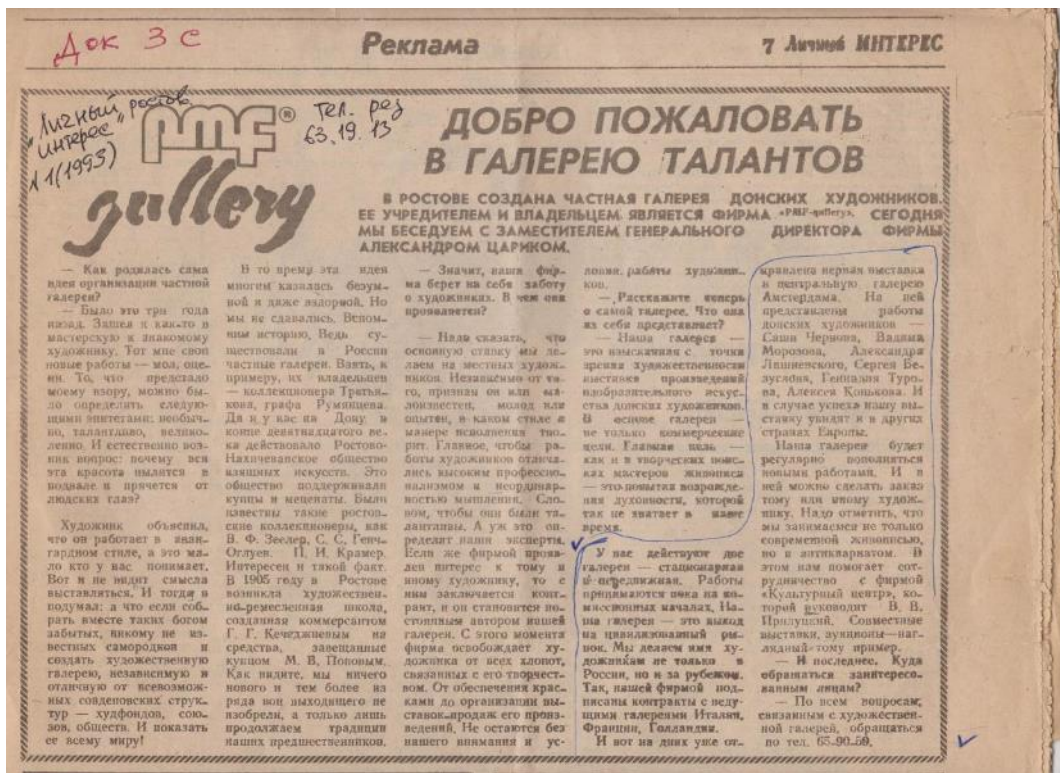 Док 3 С
Реклама
7 Личный ИНТЕРЕС
"Личный ростов.
интерес"
№1(1993)
pmf®
gallery
Тел. ред
63.19.13
ДОБРО ПОЖАЛОВАТЬ
В ГАЛЕРЕЮ ТАЛАНТОВ
В РОСТОВЕ СОЗДАНА ЧАСТНАЯ ГАЛЕРЕЯ ДОНСКИХ ХУДОЖНИКОВ.
ЕЕ УЧРЕДИТЕЛЕМ И ВЛАДЕЛЬЦЕМ ЯВЛЯЕТСЯ ФИРМА «PMF-gallery». СЕГОДНЯ
МЫ БЕСЕДУЕМ С ЗАМЕСТИТЕЛЕМ ГЕНЕРАЛЬНОГО ДИРЕКТОРА ФИРМЫ
АЛЕКСАНДРОМ ЦАРИКОМ.
— Как родилась сама
идея организации частной
галереи?
— Было это три года
назад. Зашел я как-то в
мастерскую к знакомому
художнику. Тот мне свои
новые работы — мол, оце-
ни. То, что предстало
моему взору, можно бы-
ло определить следую-
щими эпитетами: необыч-
но, талантливо, велико-
лепно. И естественно воз-
ник вопрос: почему вся
эта красота пылится в
подвале и прячется от
людских глаз?
Художник объяснил,
что он работает в аван-
гардном стиле, а это ма-
ло кто у нас понимает.
Вот и не видит смысла
выставляться. И тогда я
подумал: а что если соб-
рать вместе таких богом
забытых, никому не из-
вестных самородков и
создать художественную
галерею, независимую и
отличную от всевозмож-
ных совдеповских струк-
тур — худфондов, сою-
зов, обществ. И показать
ее всему миру!
В то время эта идея
многим казалась безум-
ной и даже вздорной. Но
мы не сдавались. Вспом-
ним историю. Ведь су-
ществовали в России
частные галереи. Взять, к
примеру, их владельцев
— коллекционера Третья-
кова, графа Румянцева.
Да и у нас на Дону в
конце девятнадцатого ве-
ка действовало Ростово-
Нахичеванское общество
изящных искусств. Это
общество поддерживали
купцы и меценаты. Были
известны такие ростов-
ские коллекционеры, как
В. Ф. Зеелер, С. С. Генч-
Оглуев. П. И. Крамер.
Интересен и такой факт.
В 1905 году в Ростове
возникла художествен-
но-ремесленная школа,
созданная коммерсантом
Г. Г. Кечеджиевым на
средства, завещанные
купцом М. В. Поповым.
Как видите, мы ничего
нового и тем более из
ряда вон выходящего не
изобрели, а только лишь
продолжаем традиции
наших предшественников.
— Значит, ваша фир-
ма берет на себя заботу
о художниках. В чем она
проявляется?
— Надо сказать, что
основную ставку мы де-
лаем на местных худож-
ников. Независимо от то-
го, признан он или ма-
лоизвестен, молод или
опытен, в каком стиле и
манере исполнения тво-
рит. Главное, чтобы ра-
боты художников отлича-
лись высоким професси-
онализмом и неординар-
ностью мышления. Сло-
вом, чтобы они были та-
лантливы. А уж это оп-
ределят наши эксперты.
Если же фирмой прояв-
лен интерес к тому и
иному художнику, то с
ним заключается конт-
ракт, и он становится по-
стоянным автором нашей
галереи. С этого момента
фирма освобождает ху-
дожника от всех хлопот,
связанных с его творчест-
вом. От обеспечения крас-
ками до организации вы-
ставок-продаж его произ-
ведений. Не остаются без
нашего внимания и ус-
ловия работы художни-
ков.
— Расскажите теперь
о самой галерее. Что она
из себя представляет?
— Наша галерея —
это изысканная с точки
зрения художественности
выставка произведений
изобразительного искус-
ства донских художников.
В основе галереи —
не только коммерческие
цели. Главная цель —
как и в творческих поис-
ках мастеров живописи
— это попытка возрожде-
ния духовности, которой
так не хватает в наше
время.
У нас действуют две
галереи — стационарная
и передвижная. Работы
принимаются пока на ко-
миссионных началах. На-
ша галерея — это выход
на цивилизованный ры-
нок. Мы делаем имя ху-
дожникам не только в
России, но и за рубежом.
Так, нашей фирмой под-
писаны контракты с веду-
щими галереями Италии,
Франции, Голландии.
И вот на днях уже от-
правлена первая выставка
в центральную галерею
Амстердама. На ней
представлены работы
донских художников —
Саши Чернова, Вадима
Морозова, Александра
Лишневского, Сергея Бе-
зуслова, Геннадия Туро-
ва, Алексея Конькова. И
в случае успеха нашу вы-
ставку увидят и в других
странах Европы.
Наша галерея будет
регулярно пополняться
новыми работами. И в
ней можно сделать заказ
тому или иному худож-
нику. Надо отметить, что
мы занимаемся не только
современной живописью,
но и антиквариатом. В
этом нам помогает сот-
рудничество с фирмой
«Культурный центр», ко-
торой руководит В. В.
Прилуцкий. Совместные
выставки, аукционы—наг-
лядный тому пример.
— И последнее. Куда
обращаться заинтересо-
ванным лицам?
— По всем вопросам,
связанным с художествен-
ной галереей, обращаться
по тел. 65-90-59.